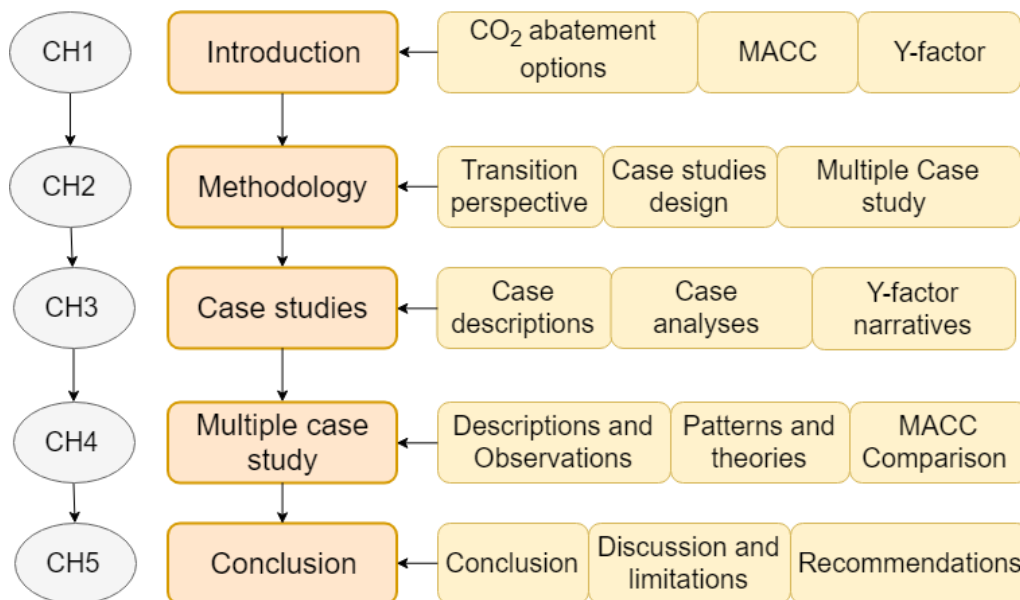 CH1
Introduction
CO₂ abatement
options
MACC
Y-factor
CH2
Methodology
Transition
perspective
Case studies
design
Multiple Case
study
CH3
Case studies
Case
descriptions
Case
analyses
Y-factor
narratives
CH4
Multiple case
study
Descriptions and
Observations
Patterns and
theories
MACC
Comparison
CH5
Conclusion
Conclusion
Discussion and
limitations
Recommendations